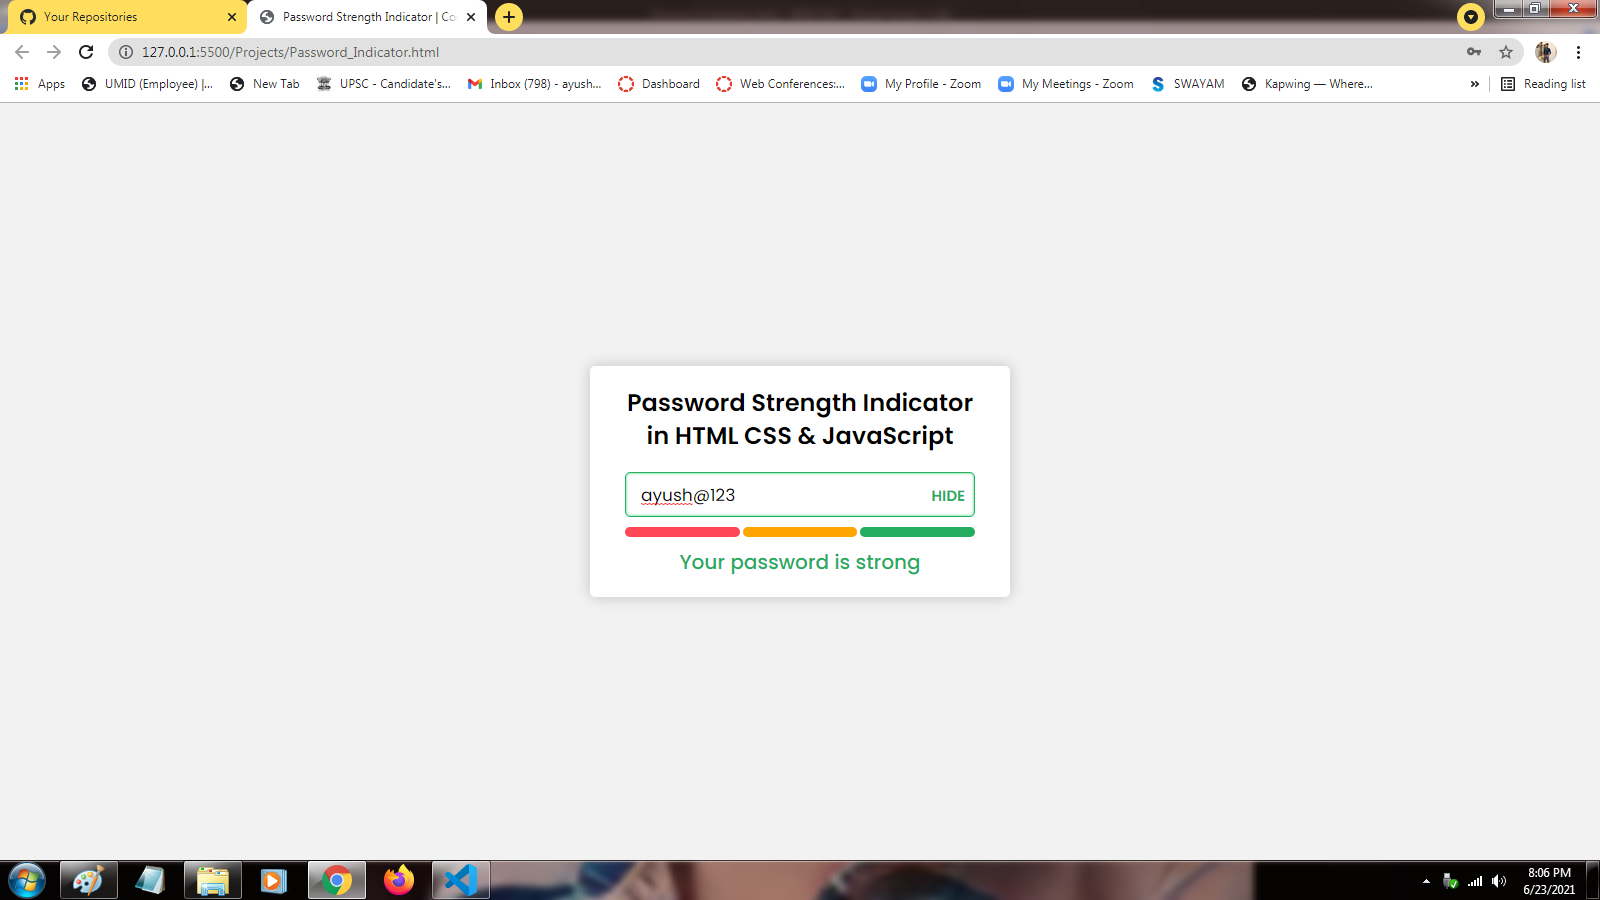 Your Repositories
Password Strength Indicator | Co
127.0.0.1:5500/Projects/Password_Indicator.html
Apps
UMID (Employee) |...
New Tab
UPSC - Candidate's...
Inbox (798) - ayush...
Dashboard
Web Conferences:...
My Profile - Zoom
My Meetings - Zoom
SWAYAM
Kapwing — Where...
»
Reading list
Password Strength Indicator
in HTML CSS & JavaScript
ayush@123 HIDE
Your password is strong
8:06 PM
6/23/2021